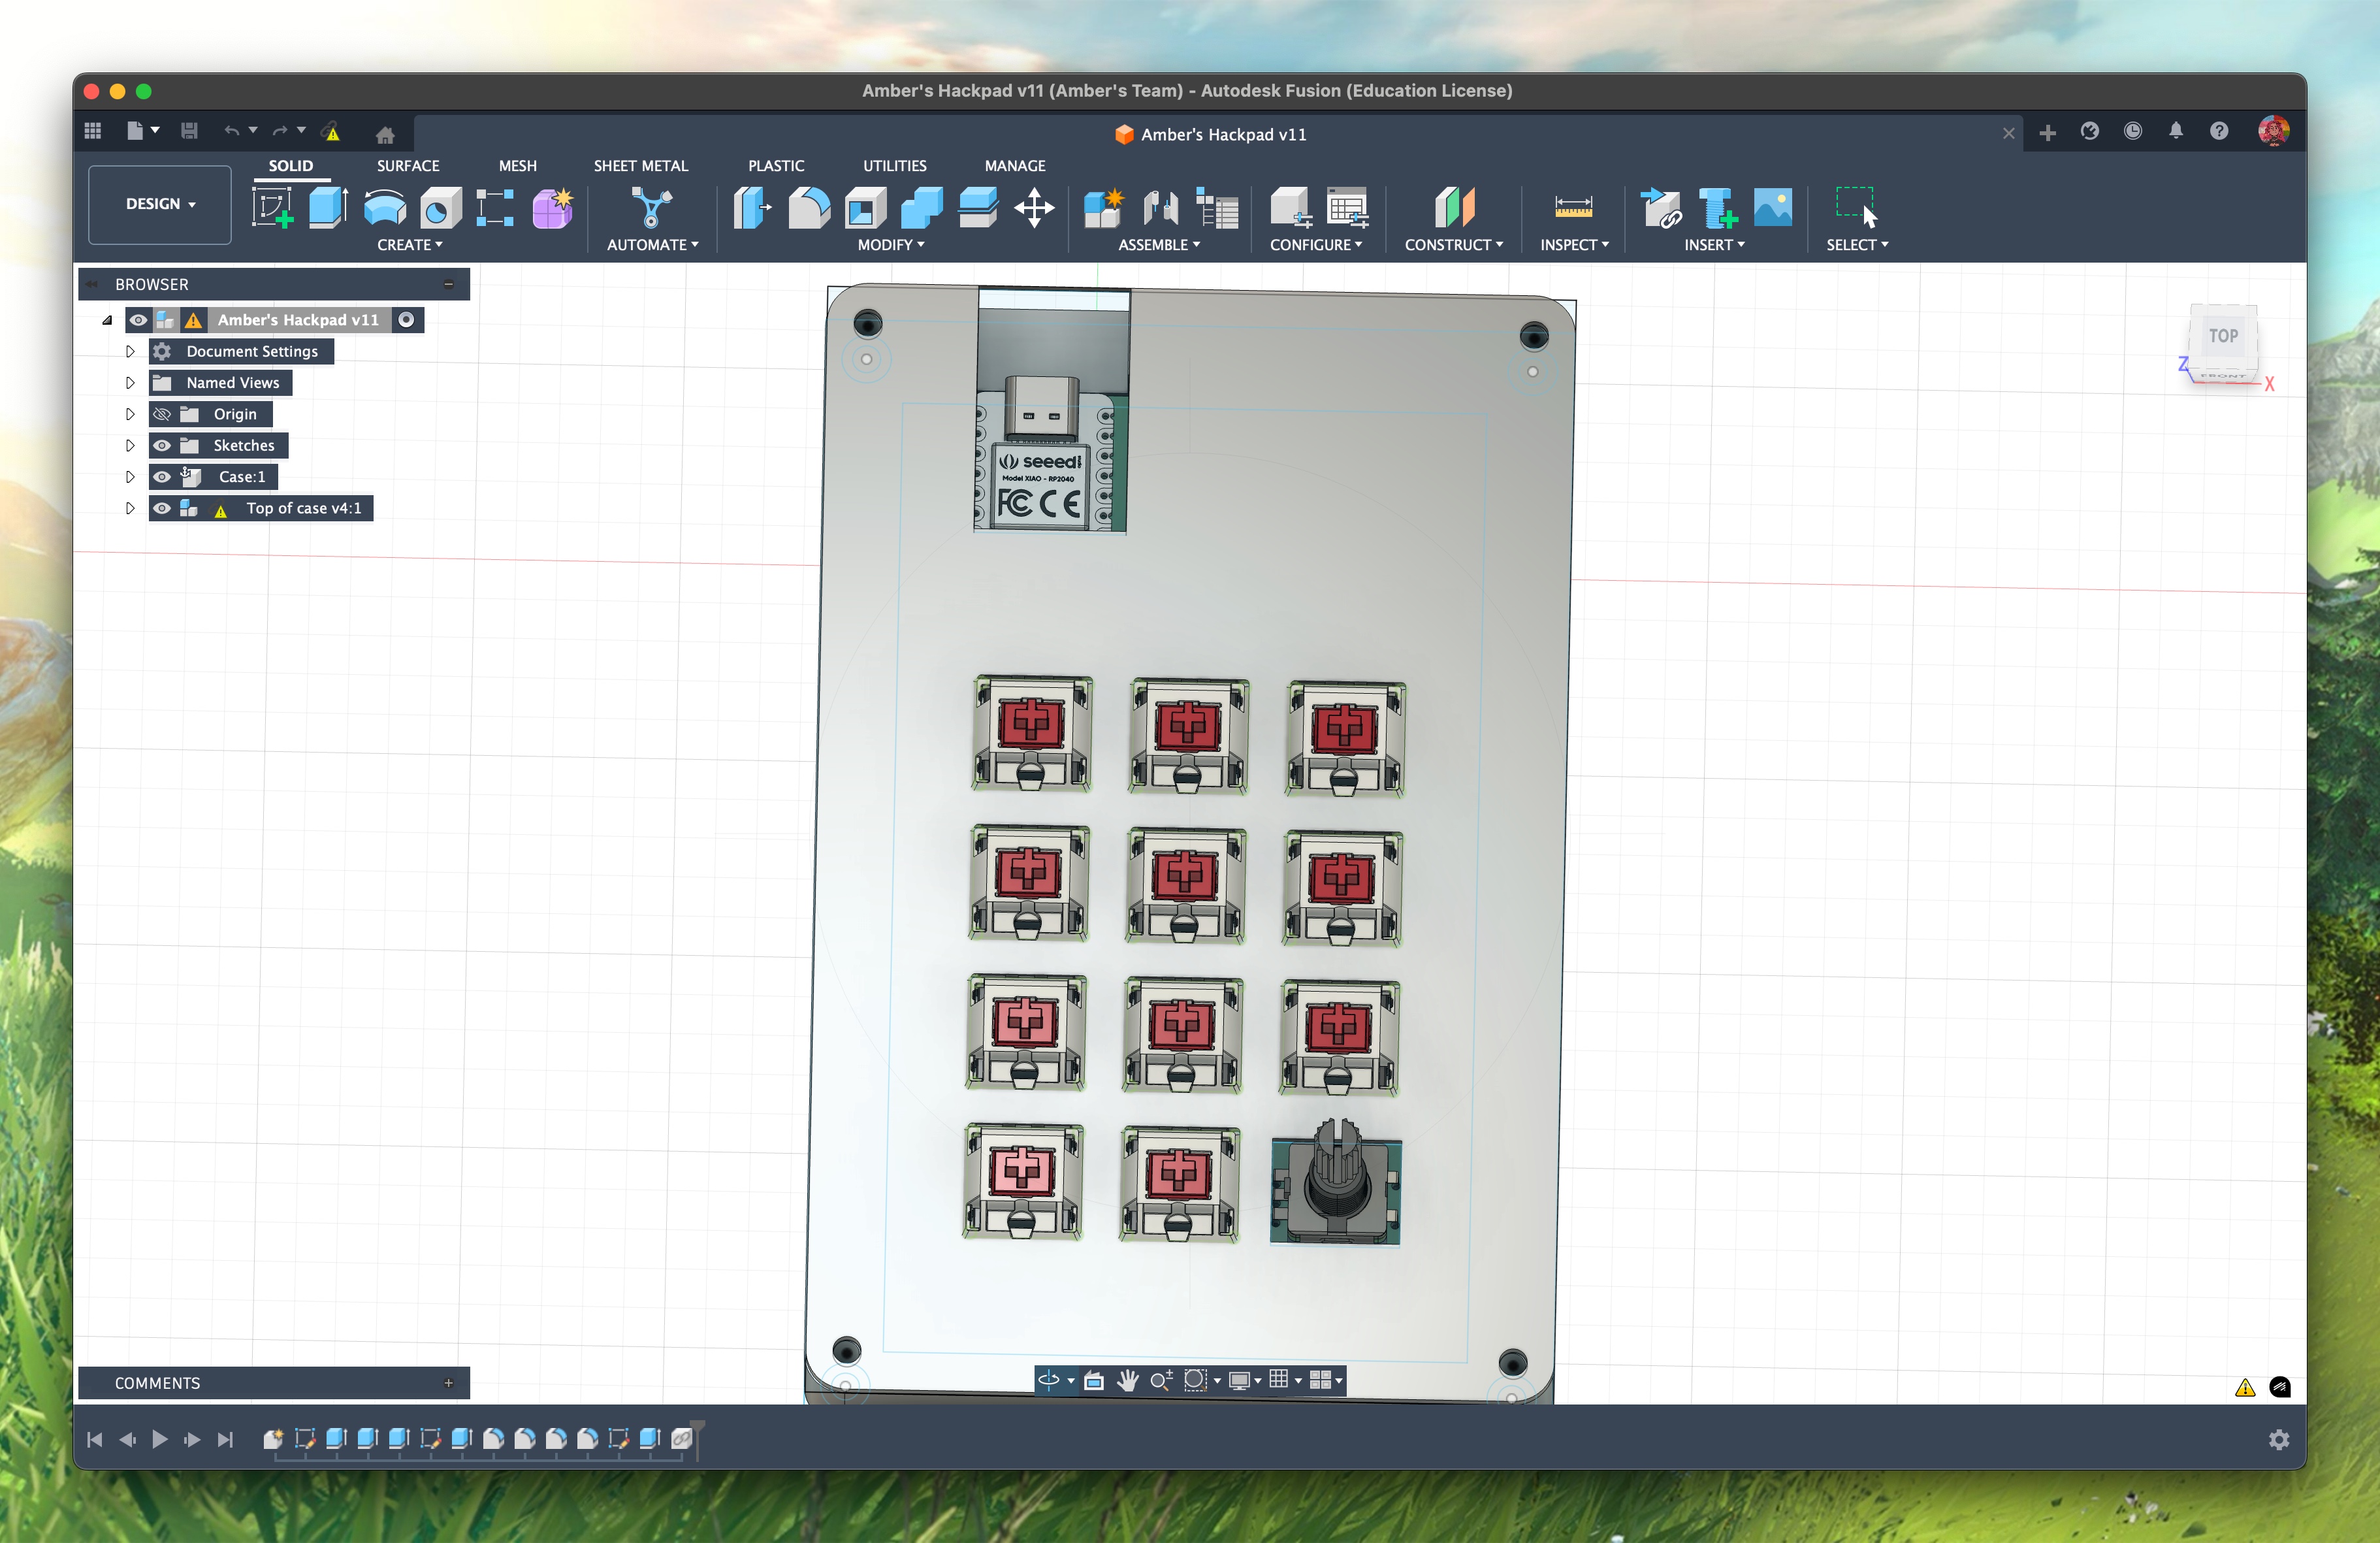 Amber's Hackpad v11 (Amber's Team) - Autodesk Fusion (Education License)
Amber's Hackpad v11
SOLID SURFACE MESH SHEET METAL PLASTIC UTILITIES MANAGE
DESIGN
CREATE AUTOMATE MODIFY ASSEMBLE CONFIGURE CONSTRUCT INSPECT INSERT SELECT
BROWSER
Amber's Hackpad v11
Document Settings
Named Views
Origin
Sketches
Case:1
Top of case v4:1
TOP
FRONT
Z
X
seeed
Model XIAO - RP2040
FC CE
COMMENTS